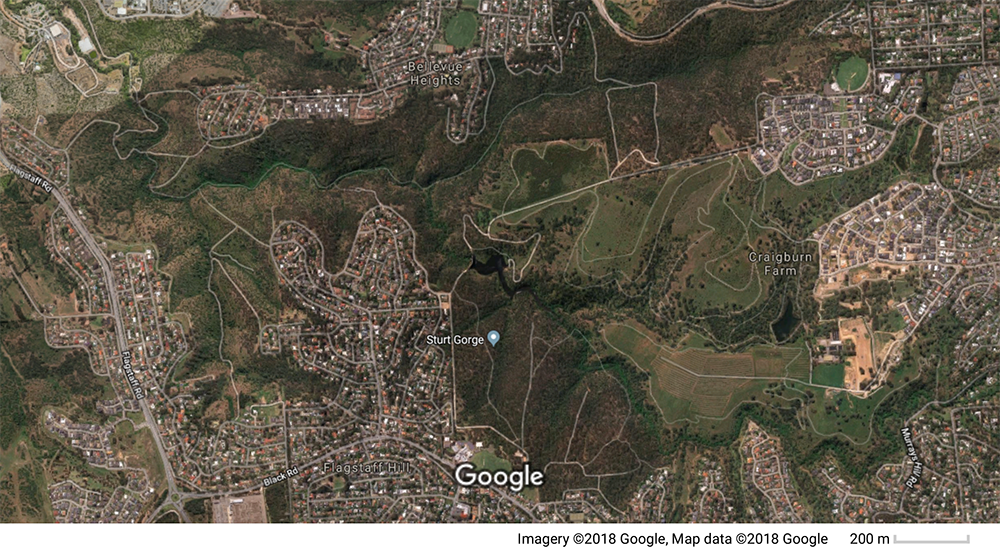 Bellevue
Heights
Flagstaff Rd
Craigburn
Farm
Sturt Gorge
Flagstaff Rd
Murrays Hill Rd
Flagstaff Hill
Black Rd
Google
Imagery ©2018 Google, Map data ©2018 Google 200 m